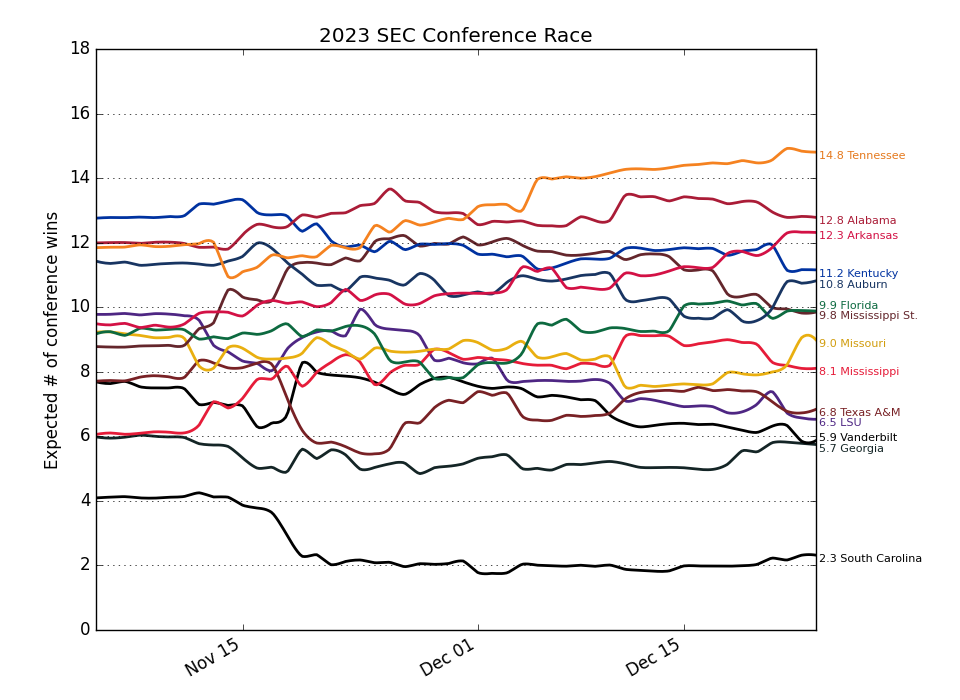 2023 SEC Conference Race
Expected # of conference wins
18
16
14
12
10
8
6
4
2
0
14.8 Tennessee
12.8 Alabama
12.3 Arkansas
11.2 Kentucky
10.8 Auburn
9.9 Florida
9.8 Mississippi St.
9.0 Missouri
8.1 Mississippi
6.8 Texas A&M
6.5 LSU
5.9 Vanderbilt
5.7 Georgia
2.3 South Carolina
Nov 15
Dec 01
Dec 15